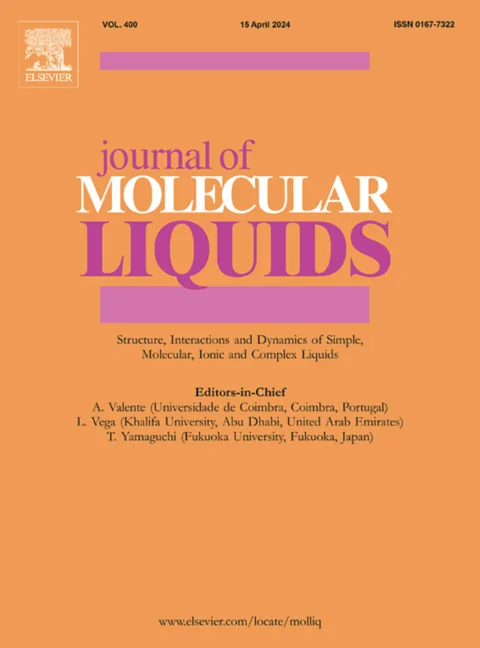 VOL. 400 15 April 2024 ISSN 0167-7322
ELSEVIER
journal of
MOLECULAR
LIQUIDS
Structure, Interactions and Dynamics of Simple,
Molecular, Ionic and Complex Liquids
Editors-in-Chief
A. Valente (Universidade de Coimbra, Coimbra, Portugal)
L. Vega (Khalifa University, Abu Dhabi, United Arab Emirates)
T. Yamaguchi (Fukuoka University, Fukuoka, Japan)
www.elsevier.com/locate/molliq